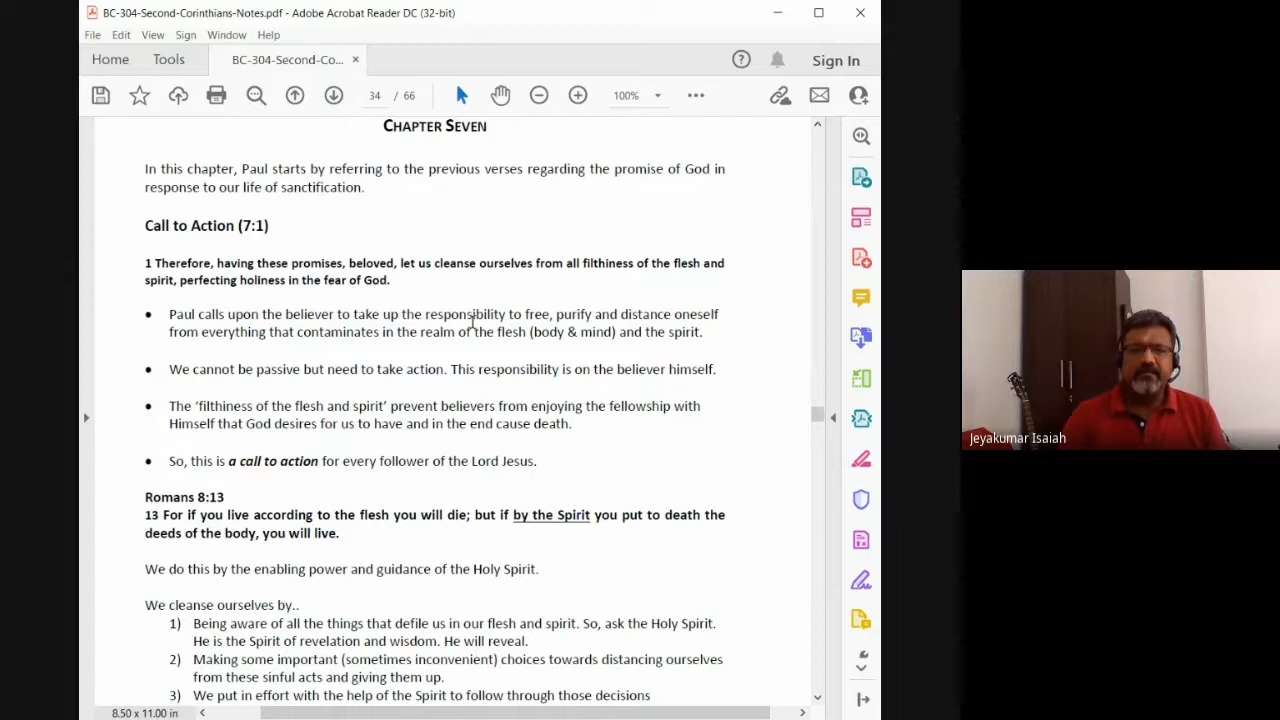 BC-304-Second-Corinthians-Notes.pdf - Adobe Acrobat Reader DC (32-bit)
File Edit View Sign Window Help
Home Tools BC-304-Second-Co... × Sign In
34 / 66 100%
CHAPTER SEVEN
In this chapter, Paul starts by referring to the previous verses regarding the promise of God in
response to our life of sanctification.
Call to Action (7:1)
1 Therefore, having these promises, beloved, let us cleanse ourselves from all filthiness of the flesh and
spirit, perfecting holiness in the fear of God.
• Paul calls upon the believer to take up the responsibility to free, purify and distance oneself
from everything that contaminates in the realm of the flesh (body & mind) and the spirit.
• We cannot be passive but need to take action. This responsibility is on the believer himself.
• The ‘filthiness of the flesh and spirit’ prevent believers from enjoying the fellowship with
Himself that God desires for us to have and in the end cause death.
• So, this is a call to action for every follower of the Lord Jesus.
Romans 8:13
13 For if you live according to the flesh you will die; but if by the Spirit you put to death the
deeds of the body, you will live.
We do this by the enabling power and guidance of the Holy Spirit.
We cleanse ourselves by..
1) Being aware of all the things that defile us in our flesh and spirit. So, ask the Holy Spirit.
He is the Spirit of revelation and wisdom. He will reveal.
2) Making some important (sometimes inconvenient) choices towards distancing ourselves
from these sinful acts and giving them up.
3) We put in effort with the help of the Spirit to follow through those decisions
8.50 x 11.00 in
Jeyakumar Isaiah